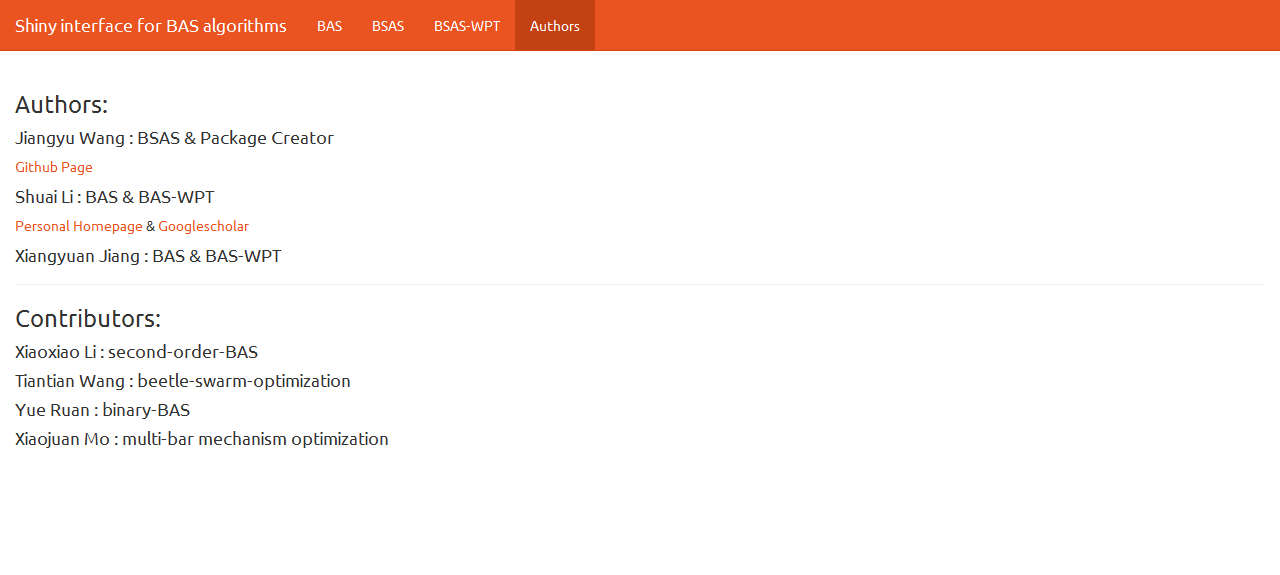 Shiny interface for BAS algorithms BAS BSAS BSAS-WPT Authors
Authors:
Jiangyu Wang : BSAS & Package Creator
Github Page
Shuai Li : BAS & BAS-WPT
Personal Homepage & Googlescholar
Xiangyuan Jiang : BAS & BAS-WPT
Contributors:
Xiaoxiao Li : second-order-BAS
Tiantian Wang : beetle-swarm-optimization
Yue Ruan : binary-BAS
Xiaojuan Mo : multi-bar mechanism optimization